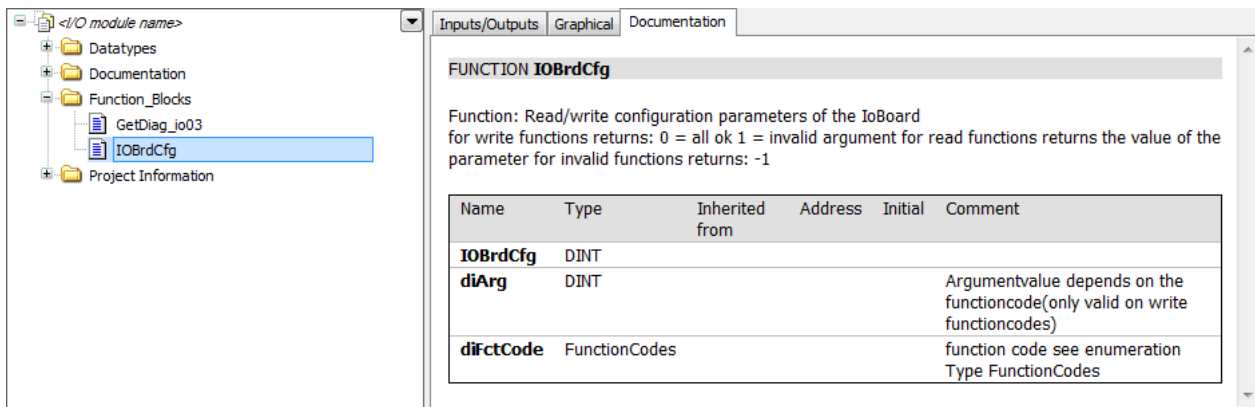 <I/O module name>
Datatypes
Documentation
Function_Blocks
GetDiag_io03
IOBrdCfg
Project Information
Inputs/Outputs Graphical Documentation
FUNCTION IOBrdCfg
Function: Read/write configuration parameters of the IoBoard
for write functions returns: 0 = all ok 1 = invalid argument for read functions returns the value of the
parameter for invalid functions returns: -1
Name Type Inherited Address Initial Comment
from
IOBrdCfg DINT
diArg DINT Argumentvalue depends on the
functioncode(only valid on write
functioncodes)
diFctCode FunctionCodes function code see enumeration
Type FunctionCodes